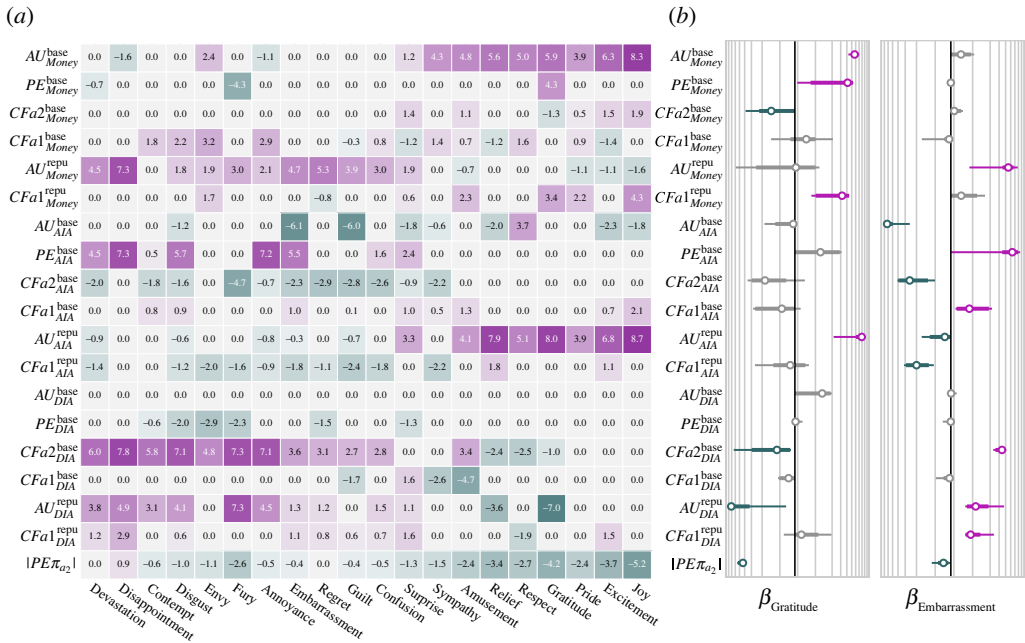 (a) (b)
AU^base_Money 0.0 −1.6 0.0 0.0 2.4 0.0 −1.1 0.0 0.0 0.0 0.0 1.2 4.3 4.8 5.6 5.0 5.9 3.9 6.3 8.3 AU^base_Money
PE^base_Money −0.7 0.0 0.0 0.0 0.0 −4.3 0.0 0.0 0.0 0.0 0.0 0.0 0.0 0.0 0.0 0.0 4.3 0.0 0.0 0.0 PE^base_Money
CFa2^base_Money 0.0 0.0 0.0 0.0 0.0 0.0 0.0 0.0 0.0 0.0 0.0 1.4 0.0 1.1 0.0 0.0 −1.3 0.5 1.5 1.9 CFa2^base_Money
CFa1^base_Money 0.0 0.0 1.8 2.2 3.2 0.0 2.9 0.0 0.0 −0.3 0.8 −1.2 1.4 0.7 −1.2 1.6 0.0 0.9 −1.4 0.0 CFa1^base_Money
AU^repu_Money 4.5 7.3 0.0 1.8 1.9 3.0 2.1 4.7 5.3 3.9 3.0 1.9 0.0 −0.7 0.0 0.0 0.0 −1.1 −1.1 −1.6 AU^repu_Money
CFa1^repu_Money 0.0 0.0 0.0 0.0 1.7 0.0 0.0 0.0 −0.8 0.0 0.0 0.6 0.0 2.3 0.0 0.0 3.4 2.2 0.0 4.3 CFa1^repu_Money
AU^base_AIA 0.0 0.0 0.0 −1.2 0.0 0.0 0.0 −6.1 0.0 −6.0 0.0 −1.8 −0.6 0.0 −2.0 3.7 0.0 0.0 −2.3 −1.8 AU^base_AIA
PE^base_AIA 4.5 7.3 0.5 5.7 0.0 0.0 7.2 5.5 0.0 0.0 1.6 2.4 0.0 0.0 0.0 0.0 0.0 0.0 0.0 0.0 PE^base_AIA
CFa2^base_AIA −2.0 0.0 −1.8 −1.6 0.0 −4.7 −0.7 −2.3 −2.9 −2.8 −2.6 −0.9 −2.2 0.0 0.0 0.0 0.0 0.0 0.0 0.0 CFa2^base_AIA
CFa1^base_AIA 0.0 0.0 0.8 0.9 0.0 0.0 0.0 1.0 0.0 0.1 0.0 1.0 0.5 1.3 0.0 0.0 0.0 0.0 0.7 2.1 CFa1^base_AIA
AU^repu_AIA −0.9 0.0 0.0 −0.6 0.0 0.0 −0.8 −0.3 0.0 −0.7 0.0 3.3 0.0 4.1 7.9 5.1 8.0 3.9 6.8 8.7 AU^repu_AIA
CFa1^repu_AIA −1.4 0.0 0.0 −1.2 −2.0 −1.6 −0.9 −1.8 −1.1 −2.4 −1.8 0.0 −2.2 0.0 1.8 0.0 0.0 0.0 1.1 0.0 CFa1^repu_AIA
AU^base_DIA 0.0 0.0 0.0 0.0 0.0 0.0 0.0 0.0 0.0 0.0 0.0 0.0 0.0 0.0 0.0 0.0 0.0 0.0 0.0 0.0 AU^base_DIA
PE^base_DIA 0.0 0.0 −0.6 −2.0 −2.9 −2.3 0.0 0.0 −1.5 0.0 0.0 −1.3 0.0 0.0 0.0 0.0 0.0 0.0 0.0 0.0 PE^base_DIA
CFa2^base_DIA 6.0 7.8 5.8 7.1 4.8 7.3 7.1 3.6 3.1 2.7 2.8 0.0 0.0 3.4 −2.4 −2.5 −1.0 0.0 0.0 0.0 CFa2^base_DIA
CFa1^base_DIA 0.0 0.0 0.0 0.0 0.0 0.0 0.0 0.0 0.0 −1.7 0.0 1.6 −2.6 −4.7 0.0 0.0 0.0 0.0 0.0 0.0 CFa1^base_DIA
AU^repu_DIA 3.8 4.9 3.1 4.1 0.0 7.3 4.5 1.3 1.2 0.0 1.5 1.1 0.0 0.0 −3.6 0.0 −7.0 0.0 0.0 0.0 AU^repu_DIA
CFa1^repu_DIA 1.2 2.9 0.0 0.6 0.0 0.0 0.0 1.1 0.8 0.6 0.7 1.6 0.0 0.0 0.0 −1.9 0.0 0.0 1.5 0.0 CFa1^repu_DIA
|PEπ_a2| 0.0 0.9 −0.6 −1.0 −1.1 −2.6 −0.5 −0.4 0.0 −0.4 −0.5 −1.3 −1.5 −2.4 −3.4 −2.7 −4.2 −2.4 −3.7 −5.2 |PEπ_a2|
Devastation Disappointment Contempt Disgust Envy Fury Annoyance Embarrassment Regret Guilt Confusion Surprise Sympathy Amusement Relief Respect Gratitude Pride Excitement Joy
β_Gratitude β_Embarrassment